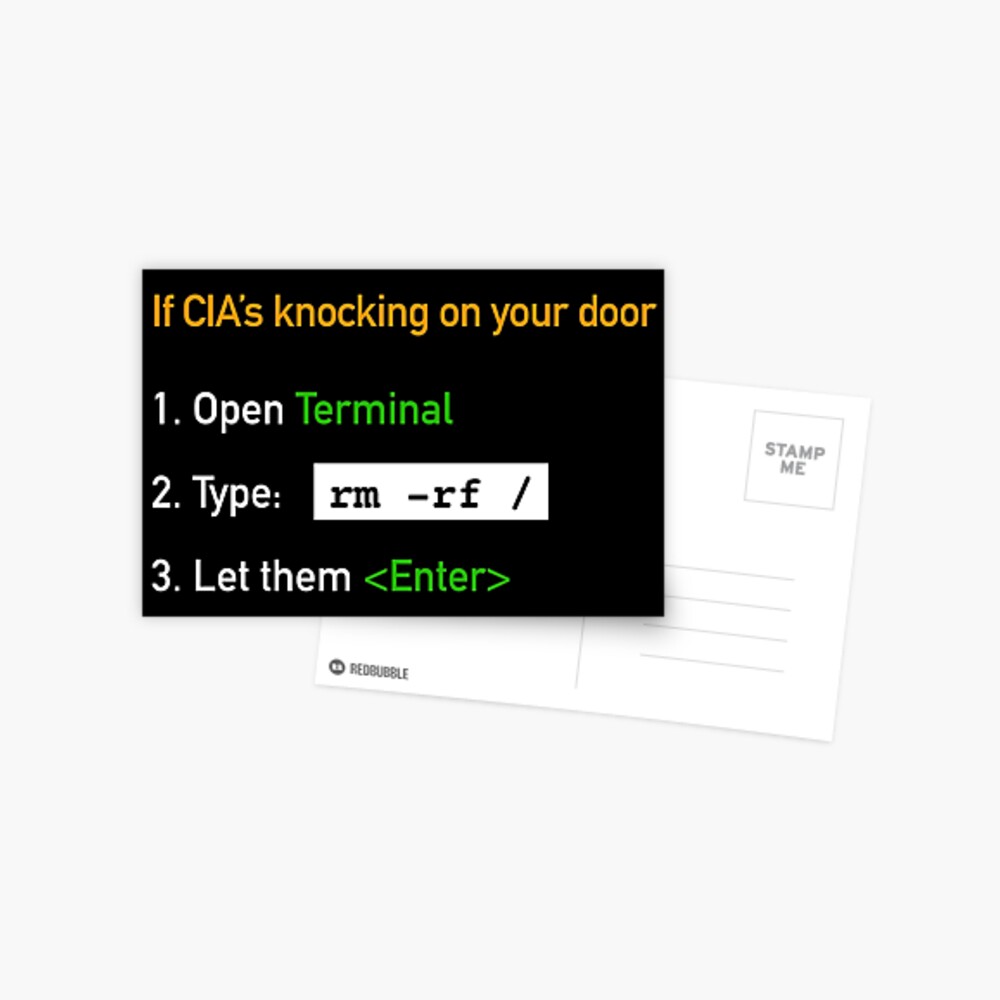 If CIA’s knocking on your door
1. Open Terminal
2. Type: rm -rf /
3. Let them <Enter>
STAMP
ME
REDBUBBLE